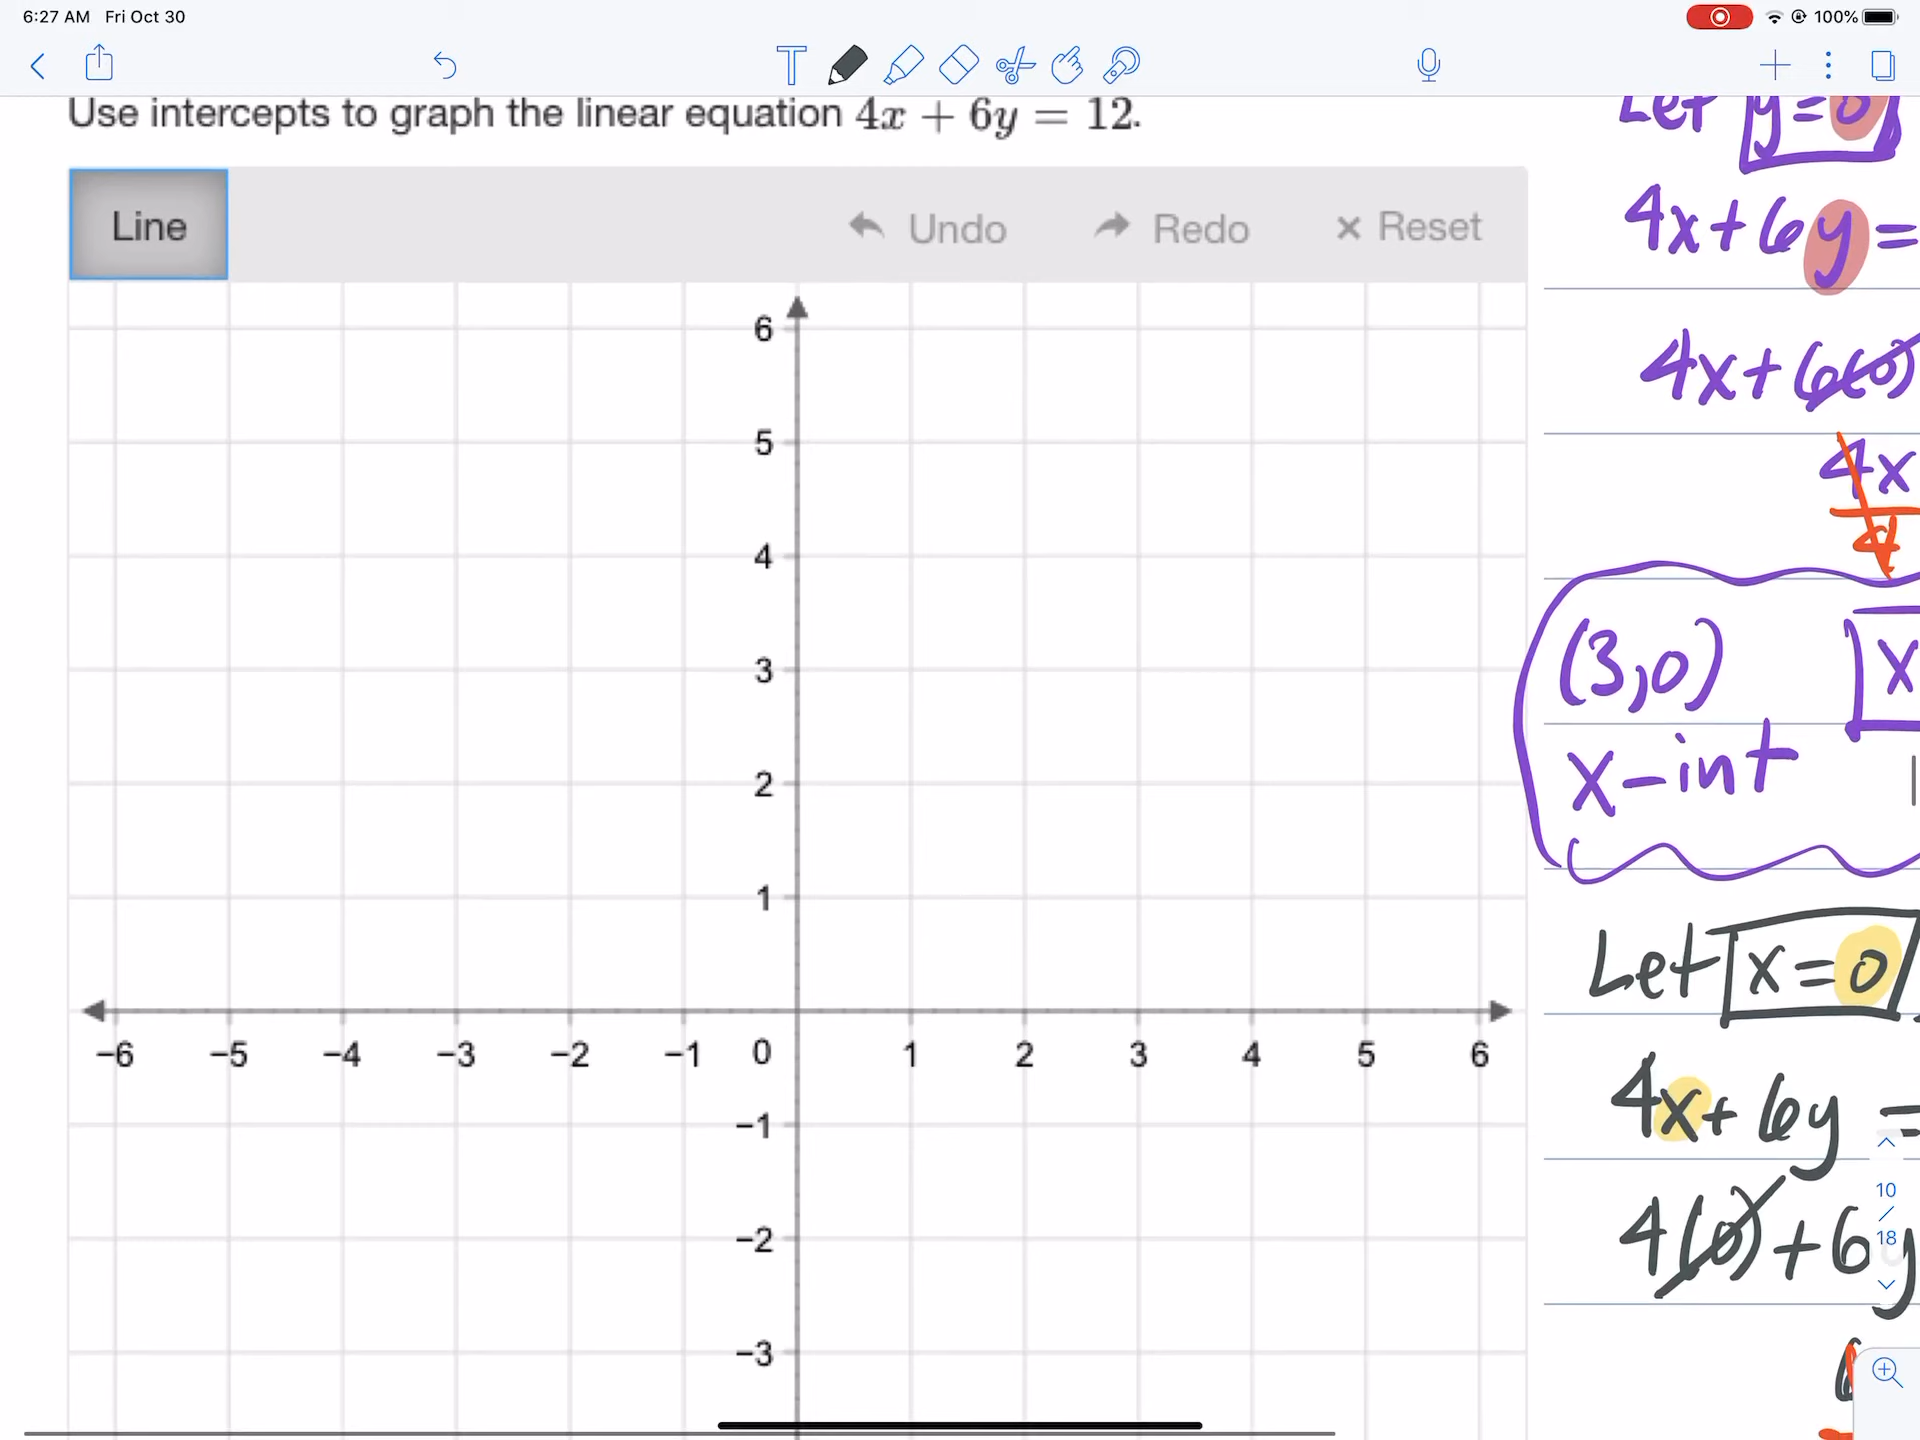 6:27 AM Fri Oct 30
100%
Use intercepts to graph the linear equation 4x + 6y = 12.
Line
Undo
Redo
× Reset
6
5
4
3
2
1
−6 −5 −4 −3 −2 −1 0 1 2 3 4 5 6
−1
−2
−3
Let y=0
4x+6y=
4x+6(0)
4x
4
(3,0) x
x-int
Let x=0
4x+6y=
4(0)+6y
10
/
18